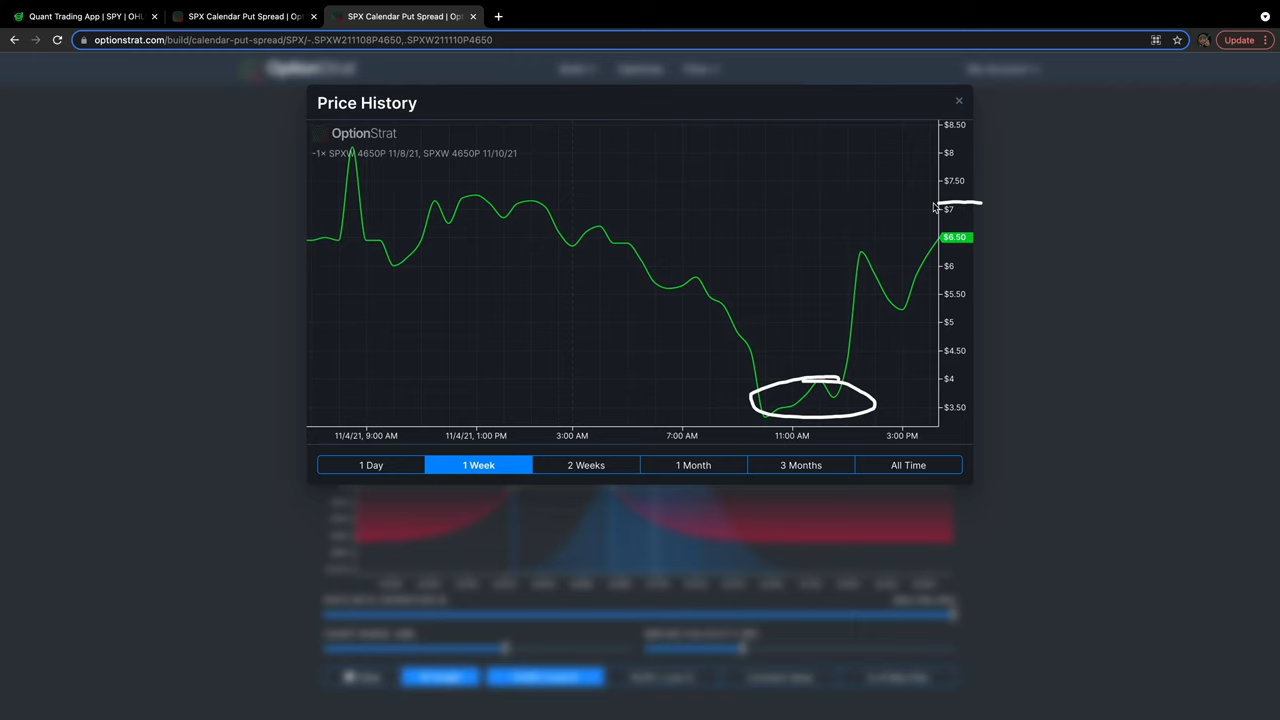 Quant Trading App | SPY | OHL
SPX Calendar Put Spread | Opt
SPX Calendar Put Spread | Opt
optionstrat.com/build/calendar-put-spread/SPX/-.SPXW211108P4650,.SPXW211110P4650
Update
OptionStrat
Price History
OptionStrat
-1× SPXW 4650P 11/8/21, SPXW 4650P 11/10/21
$8.50
$8
$7.50
$7
$6.50
$6
$5.50
$5
$4.50
$4
$3.50
11/4/21, 9:00 AM
11/4/21, 1:00 PM
3:00 AM
7:00 AM
11:00 AM
3:00 PM
1 Day
1 Week
2 Weeks
1 Month
3 Months
All Time